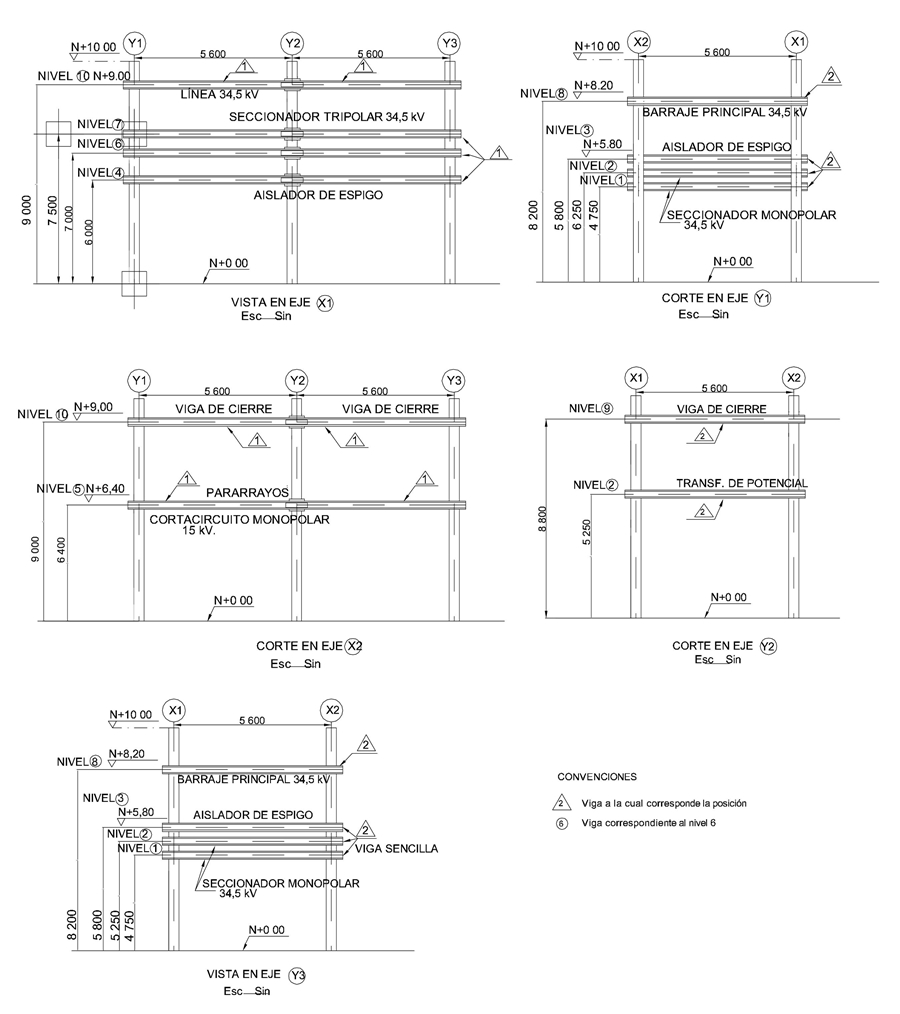 Y1 Y2 Y3
N+10 00
5 600 5 600
NIVEL 10 N+9.00
1 1
LÍNEA 34,5 kV
SECCIONADOR TRIPOLAR 34,5 kV
NIVEL 7
NIVEL 6
1
NIVEL 4
AISLADOR DE ESPIGO
9 000
7 500
7 000
6 000
N+0 00
VISTA EN EJE X1
Esc Sin
X2 X1
N+10 00
5 600
N+8.20
NIVEL 8
2
BARRAJE PRINCIPAL 34,5 kV
NIVEL 3
N+5.80
AISLADOR DE ESPIGO
NIVEL 2
2
NIVEL 1
SECCIONADOR MONOPOLAR
34,5 kV
8 200
5 800
6 250
4 750
N+0 00
CORTE EN EJE Y1
Esc Sin
Y1 Y2 Y3
5 600 5 600
N+9,00
NIVEL 10
VIGA DE CIERRE VIGA DE CIERRE
1 1
1 1
NIVEL 5 N+6,40
PARARRAYOS
CORTACIRCUITO MONOPOLAR
15 kV.
9 000
6 400
N+0 00
CORTE EN EJE X2
Esc Sin
X1 X2
5 600
NIVEL 9
VIGA DE CIERRE
2
NIVEL 2
TRANSF. DE POTENCIAL
2
8 800
5 250
N+0 00
CORTE EN EJE Y2
Esc Sin
X1 X2
N+10 00
5 600
N+8,20
NIVEL 8
2
BARRAJE PRINCIPAL 34,5 kV
NIVEL 3
N+5,80
AISLADOR DE ESPIGO
NIVEL 2
2
NIVEL 1
VIGA SENCILLA
SECCIONADOR MONOPOLAR
34,5 kV
8 200
5 800
5 250
4 750
N+0 00
VISTA EN EJE Y3
Esc Sin
CONVENCIONES
2 Viga a la cual corresponde la posición
6 Viga correspondiente al nivel 6